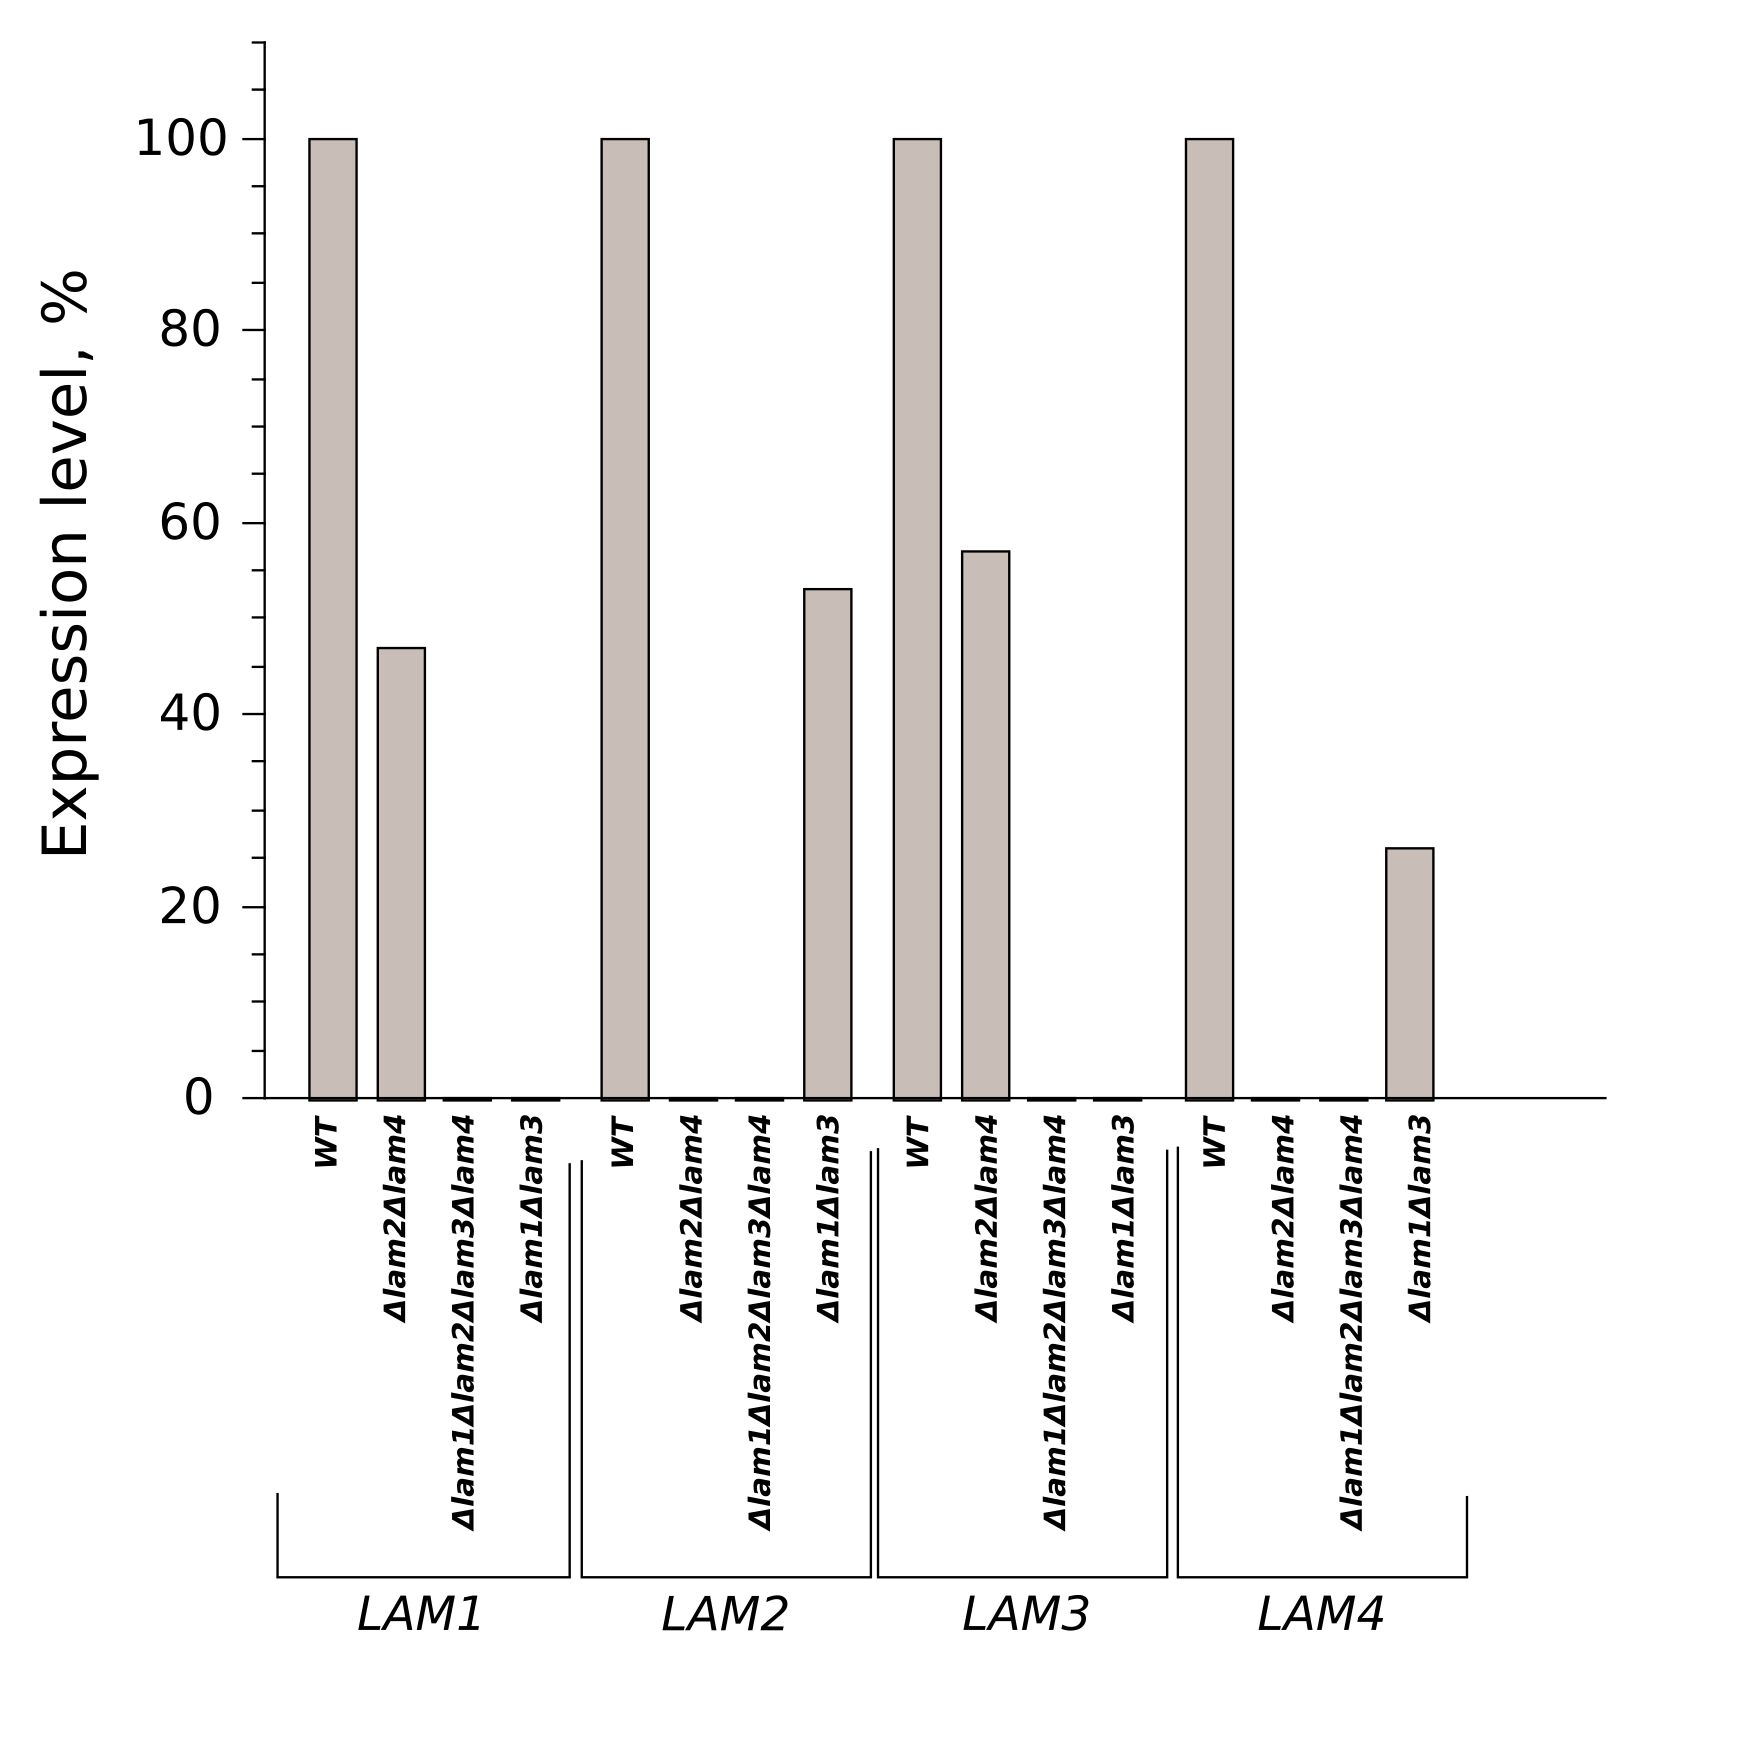 Expression level, %
100
80
60
40
20
0
WT
Δlam2Δlam4
Δlam1Δlam2Δlam3Δlam4
Δlam1Δlam3
WT
Δlam2Δlam4
Δlam1Δlam2Δlam3Δlam4
Δlam1Δlam3
WT
Δlam2Δlam4
Δlam1Δlam2Δlam3Δlam4
Δlam1Δlam3
WT
Δlam2Δlam4
Δlam1Δlam2Δlam3Δlam4
Δlam1Δlam3
LAM1
LAM2
LAM3
LAM4